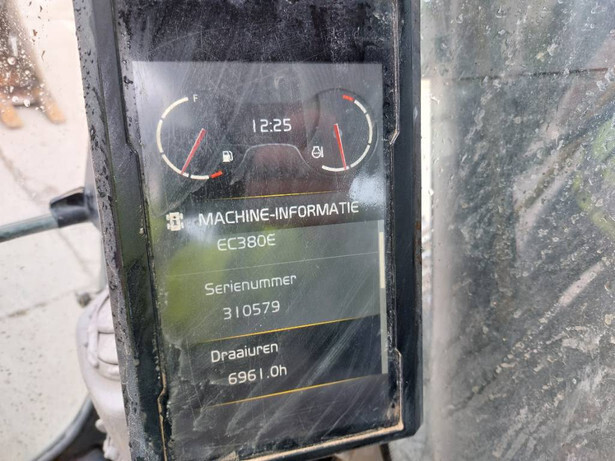 F
12:25
MACHINE-INFORMATIE
EC380E
Serienummer
310579
Draaiuren
6961.0h